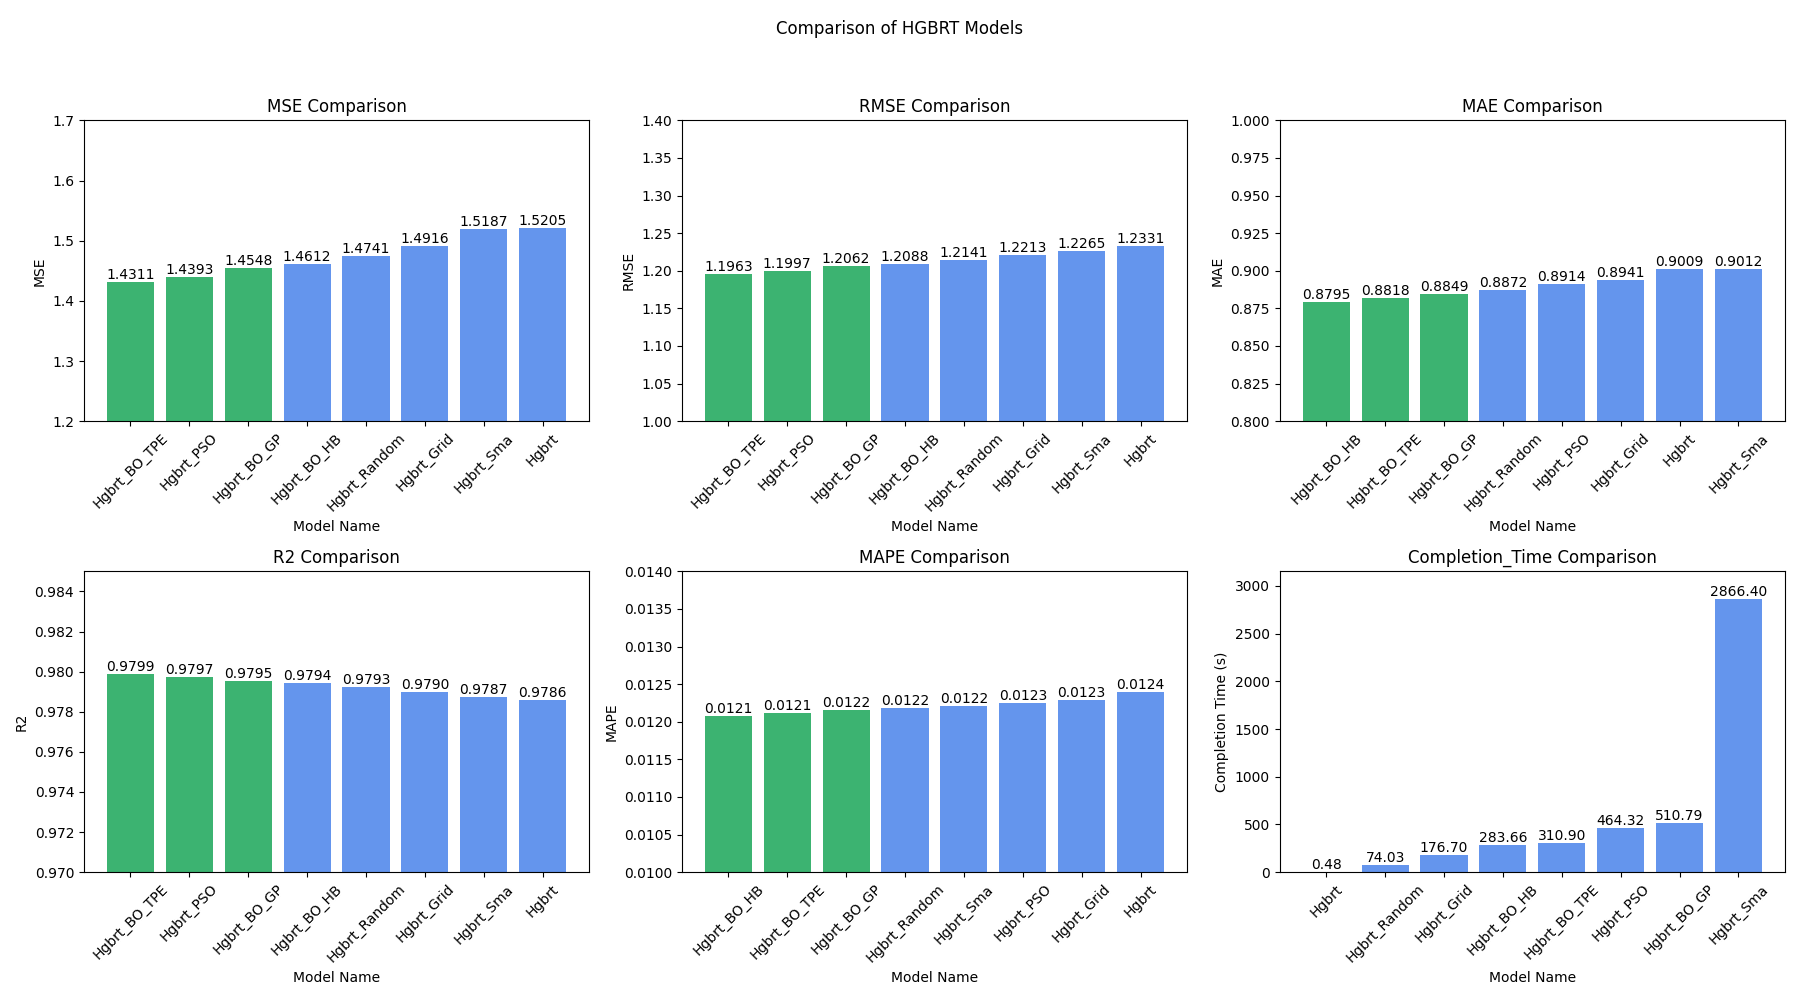 Comparison of HGBRT Models
MSE Comparison
MSE
1.7
1.6
1.5
1.4
1.3
1.2
1.4311
1.4393
1.4548
1.4612
1.4741
1.4916
1.5187
1.5205
Hgbrt_BO_TPE
Hgbrt_PSO
Hgbrt_BO_GP
Hgbrt_BO_HB
Hgbrt_Random
Hgbrt_Grid
Hgbrt_Sma
Hgbrt
Model Name
RMSE Comparison
RMSE
1.40
1.35
1.30
1.25
1.20
1.15
1.10
1.05
1.00
1.1963
1.1997
1.2062
1.2088
1.2141
1.2213
1.2265
1.2331
Hgbrt_BO_TPE
Hgbrt_PSO
Hgbrt_BO_GP
Hgbrt_BO_HB
Hgbrt_Random
Hgbrt_Grid
Hgbrt_Sma
Hgbrt
Model Name
MAE Comparison
MAE
1.000
0.975
0.950
0.925
0.900
0.875
0.850
0.825
0.800
0.8795
0.8818
0.8849
0.8872
0.8914
0.8941
0.9009
0.9012
Hgbrt_BO_HB
Hgbrt_BO_TPE
Hgbrt_BO_GP
Hgbrt_Random
Hgbrt_PSO
Hgbrt_Grid
Hgbrt
Hgbrt_Sma
Model Name
R2 Comparison
R2
0.984
0.982
0.980
0.978
0.976
0.974
0.972
0.970
0.9799
0.9797
0.9795
0.9794
0.9793
0.9790
0.9787
0.9786
Hgbrt_BO_TPE
Hgbrt_PSO
Hgbrt_BO_GP
Hgbrt_BO_HB
Hgbrt_Random
Hgbrt_Grid
Hgbrt_Sma
Hgbrt
Model Name
MAPE Comparison
MAPE
0.0140
0.0135
0.0130
0.0125
0.0120
0.0115
0.0110
0.0105
0.0100
0.0121
0.0121
0.0122
0.0122
0.0122
0.0123
0.0123
0.0124
Hgbrt_BO_HB
Hgbrt_BO_TPE
Hgbrt_BO_GP
Hgbrt_Random
Hgbrt_Sma
Hgbrt_PSO
Hgbrt_Grid
Hgbrt
Model Name
Completion_Time Comparison
Completion Time (s)
3000
2500
2000
1500
1000
500
0
0.48
74.03
176.70
283.66
310.90
464.32
510.79
2866.40
Hgbrt
Hgbrt_Random
Hgbrt_Grid
Hgbrt_BO_HB
Hgbrt_BO_TPE
Hgbrt_PSO
Hgbrt_BO_GP
Hgbrt_Sma
Model Name